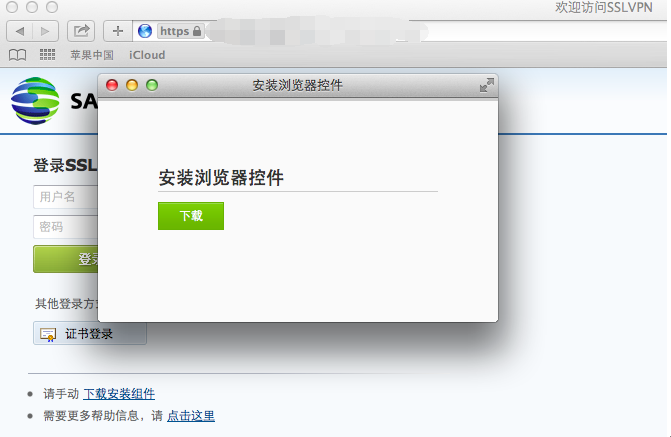 欢迎访问SSLVPN
https
苹果中国 iCloud
安装浏览器控件
SA
登录SSL
安装浏览器控件
用户名
下载
密码
登录
其他登录方式
证书登录
请手动 下载安装组件
需要更多帮助信息，请 点击这里